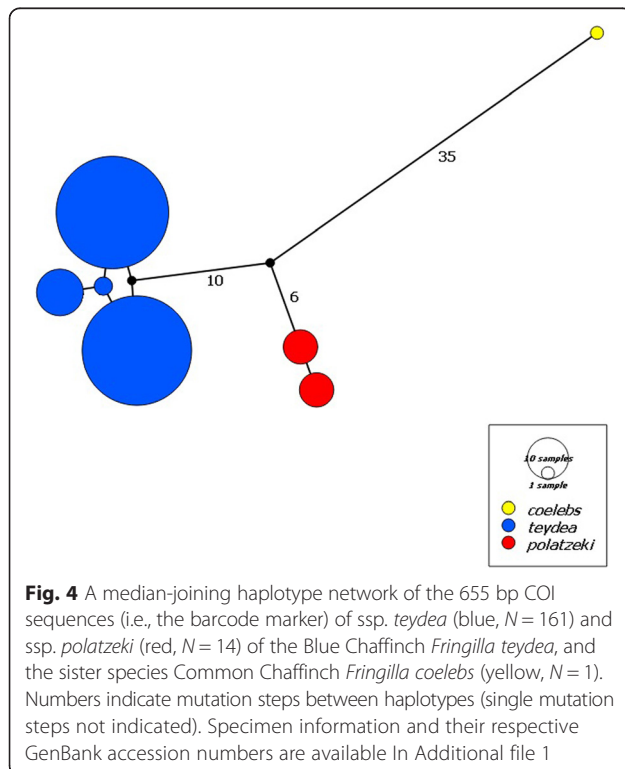 35
10
6
10 samples
1 sample
coelebs
teydea
polatzeki
Fig. 4 A median-joining haplotype network of the 655 bp COI
sequences (i.e., the barcode marker) of ssp. teydea (blue, N = 161) and
ssp. polatzeki (red, N = 14) of the Blue Chaffinch Fringilla teydea, and
the sister species Common Chaffinch Fringilla coelebs (yellow, N = 1).
Numbers indicate mutation steps between haplotypes (single mutation
steps not indicated). Specimen information and their respective
GenBank accession numbers are available In Additional file 1